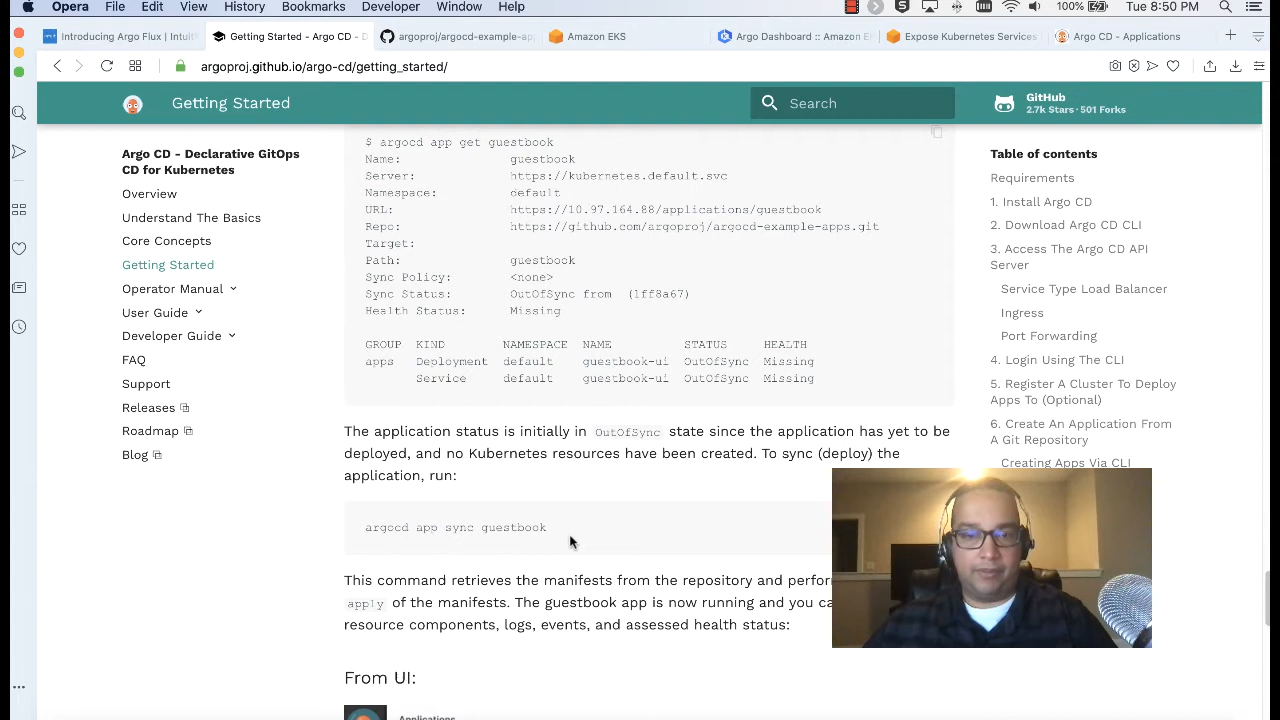 Opera File Edit View History Bookmarks Developer Window Help S 100% Tue 8:50 PM
Introducing Argo Flux | Intuit
Getting Started - Argo CD - D
argoproj/argocd-example-ap
Amazon EKS
Argo Dashboard :: Amazon E
Expose Kubernetes Services
Argo CD - Applications
argoproj.github.io/argo-cd/getting_started/
Getting Started
Search
GitHub
2.7k Stars · 501 Forks
Argo CD - Declarative GitOps
CD for Kubernetes
Overview
Understand The Basics
Core Concepts
Getting Started
Operator Manual
User Guide
Developer Guide
FAQ
Support
Releases
Roadmap
Blog
$ argocd app get guestbook
Name: guestbook
Server: https://kubernetes.default.svc
Namespace: default
URL: https://10.97.164.88/applications/guestbook
Repo: https://github.com/argoproj/argocd-example-apps.git
Target:
Path: guestbook
Sync Policy: <none>
Sync Status: OutOfSync from (1ff8a67)
Health Status: Missing
GROUP KIND NAMESPACE NAME STATUS HEALTH
apps Deployment default guestbook-ui OutOfSync Missing
Service default guestbook-ui OutOfSync Missing
The application status is initially in OutOfSync state since the application has yet to be
deployed, and no Kubernetes resources have been created. To sync (deploy) the
application, run:
argocd app sync guestbook
This command retrieves the manifests from the repository and perfor
apply of the manifests. The guestbook app is now running and you ca
resource components, logs, events, and assessed health status:
From UI:
Applications
Table of contents
Requirements
1. Install Argo CD
2. Download Argo CD CLI
3. Access The Argo CD API
Server
Service Type Load Balancer
Ingress
Port Forwarding
4. Login Using The CLI
5. Register A Cluster To Deploy
Apps To (Optional)
6. Create An Application From
A Git Repository
Creating Apps Via CLI